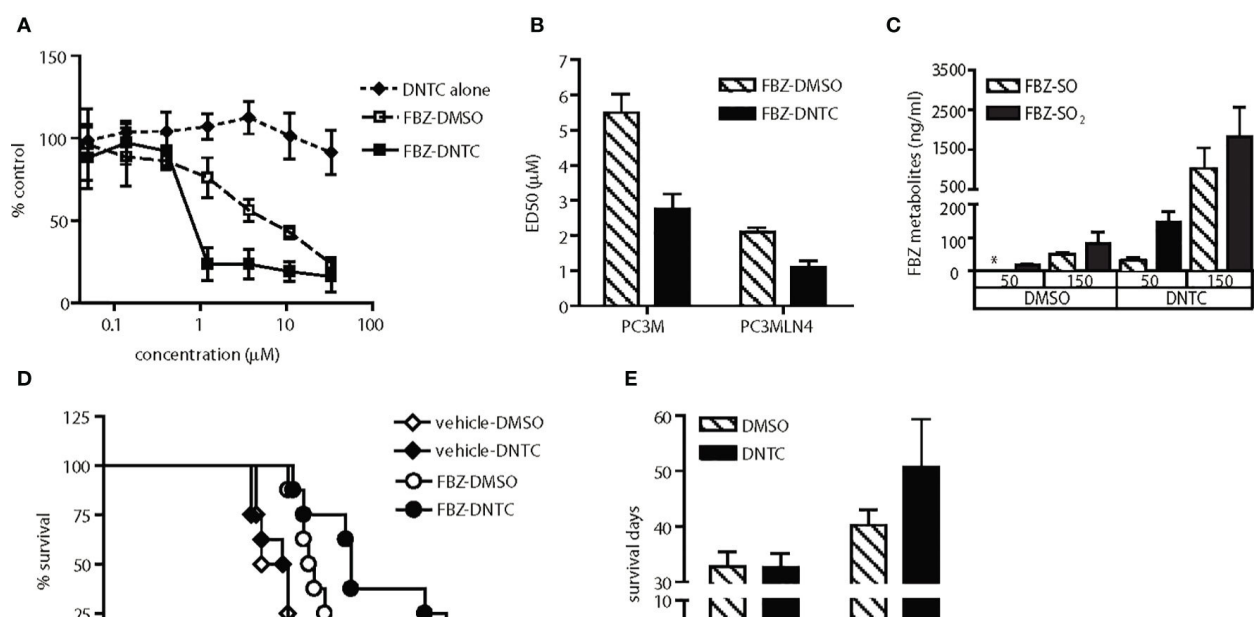 A
150
100
50
0
% control
0.1
1
10
100
concentration (μM)
DNTC alone
FBZ-DMSO
FBZ-DNTC
B
7
6
5
4
3
2
1
0
ED50 (μM)
PC3M
PC3MLN4
FBZ-DMSO
FBZ-DNTC
C
3500
2500
1500
500
200
100
0
FBZ metabolites (ng/ml)
FBZ-SO
FBZ-SO₂
*
50
150
50
150
DMSO
DNTC
D
125
100
75
50
25
% survival
vehicle-DMSO
vehicle-DNTC
FBZ-DMSO
FBZ-DNTC
E
60
50
40
30
10
survival days
DMSO
DNTC